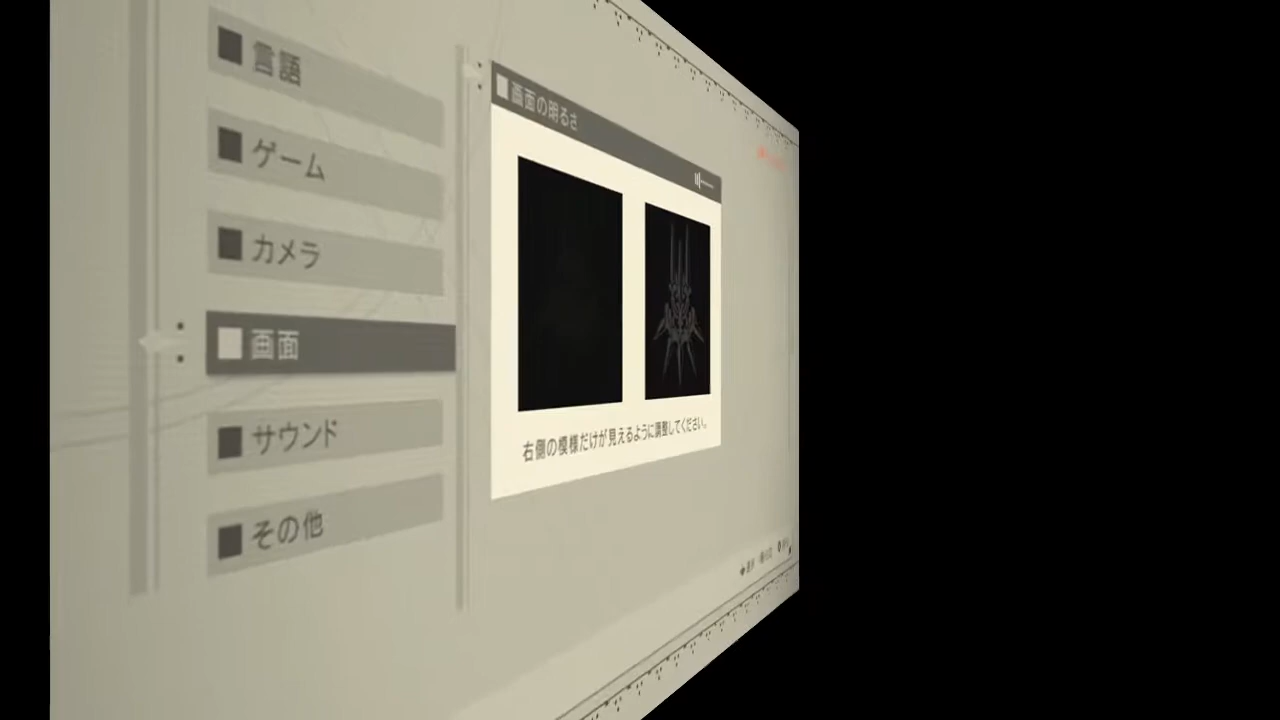 言語
ゲーム
カメラ
画面
サウンド
その他
画面の明るさ
右側の模様だけが見えるように調整してください。